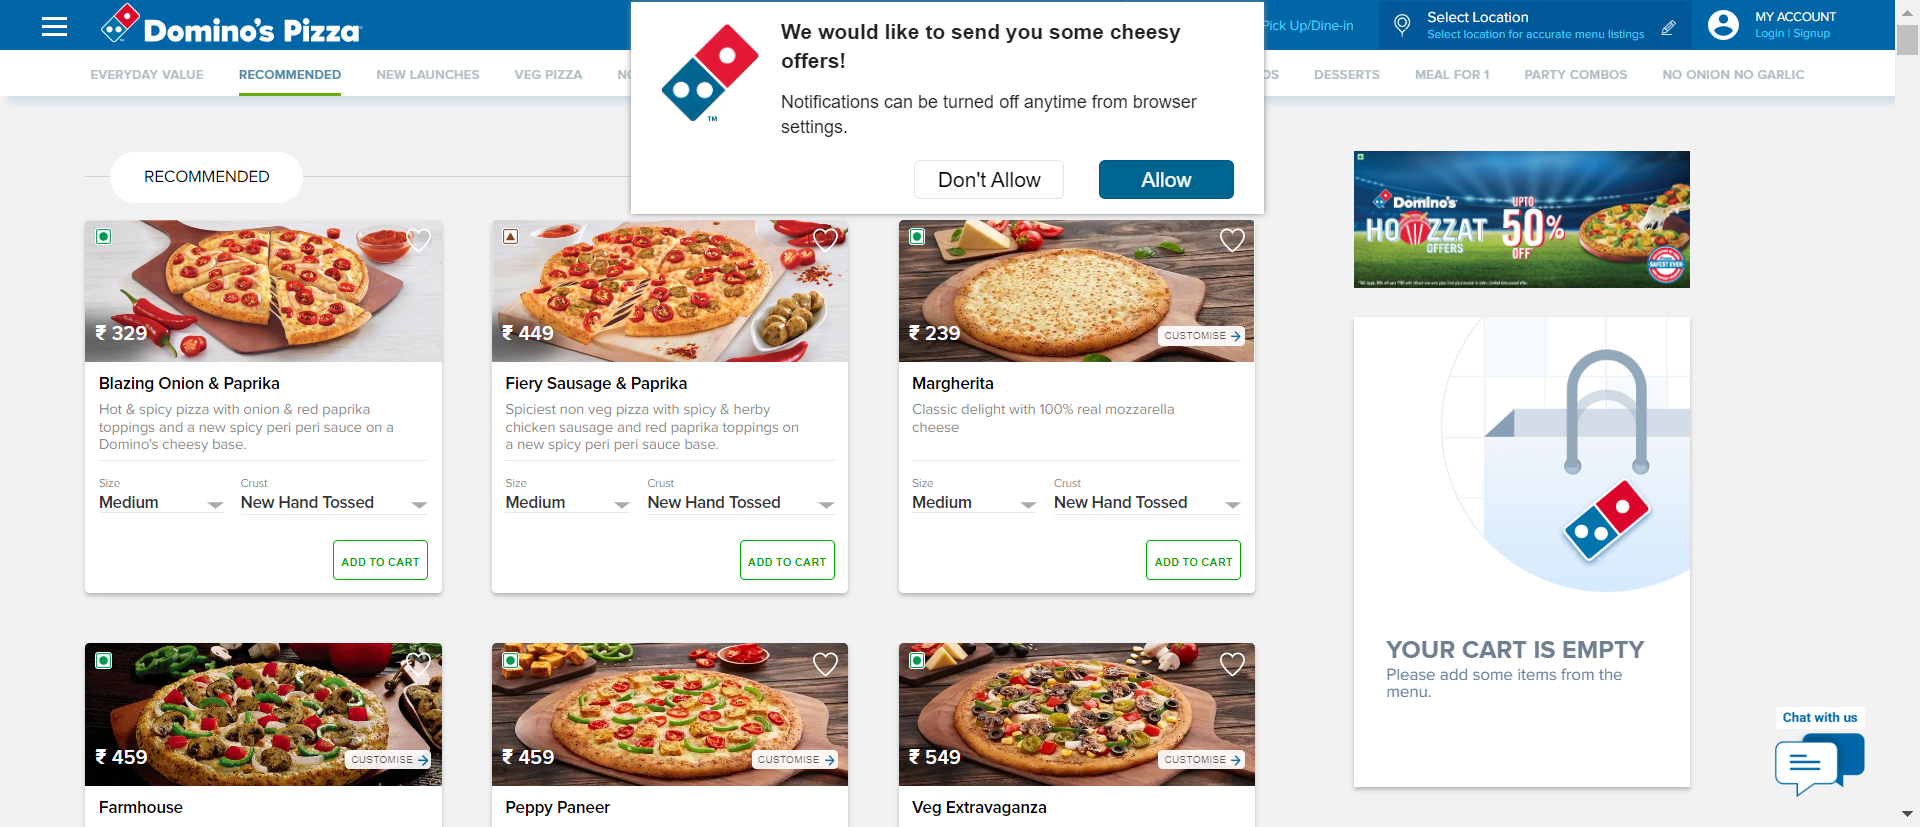 Domino's Pizza
We would like to send you some cheesy
offers!
Notifications can be turned off anytime from browser
settings.
Don't Allow
Allow
TM
Pick Up/Dine-in
Select Location
Select location for accurate menu listings
MY ACCOUNT
Login | Signup
EVERYDAY VALUE
RECOMMENDED
NEW LAUNCHES
VEG PIZZA
DESSERTS
MEAL FOR 1
PARTY COMBOS
NO ONION NO GARLIC
RECOMMENDED
₹ 329
Blazing Onion & Paprika
Hot & spicy pizza with onion & red paprika
toppings and a new spicy peri peri sauce on a
Domino's cheesy base.
Size
Medium
Crust
New Hand Tossed
ADD TO CART
₹ 449
Fiery Sausage & Paprika
Spiciest non veg pizza with spicy & herby
chicken sausage and red paprika toppings on
a new spicy peri peri sauce base.
Size
Medium
Crust
New Hand Tossed
ADD TO CART
₹ 239
CUSTOMISE
Margherita
Classic delight with 100% real mozzarella
cheese
Size
Medium
Crust
New Hand Tossed
ADD TO CART
₹ 459
CUSTOMISE
Farmhouse
₹ 459
CUSTOMISE
Peppy Paneer
₹ 549
CUSTOMISE
Veg Extravaganza
Domino's
HOZZAT
OFFERS
UPTO
50%
OFF
YOUR CART IS EMPTY
Please add some items from the
menu.
Chat with us